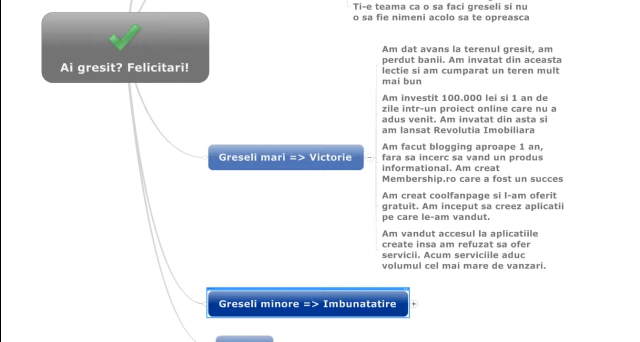 Ti-e teama ca o sa faci greseli si nu
o sa fie nimeni acolo sa te opreasca
Ai gresit? Felicitari!
Am dat avans la terenul gresit, am
perdut banii. Am invatat din aceasta
lectie si am cumparat un teren mult
mai bun
Am investit 100.000 lei si 1 an de
zile intr-un proiect online care nu a
adus venit. Am invatat din asta si
am lansat Revolutia Imobiliara
Greseli mari => Victorie
Am facut blogging aproape 1 an,
fara sa incerc sa vand un produs
informational. Am creat
Membership.ro care a fost un succes
Am creat coolfanpage si l-am oferit
gratuit. Am inceput sa creez aplicatii
pe care le-am vandut.
Am vandut accesul la aplicatiile
create insa am refuzat sa ofer
servicii. Acum serviciile aduc
volumul cel mai mare de vanzari.
Greseli minore => Imbunatatire